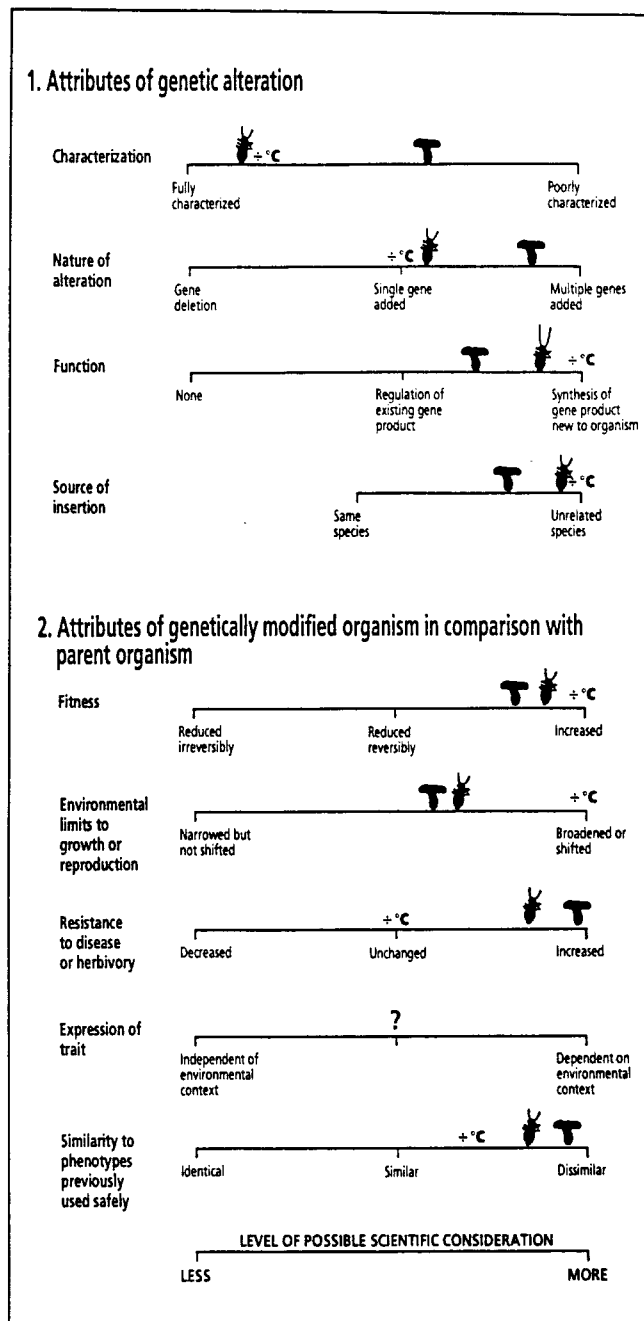 1. Attributes of genetic alteration
Characterization
÷°C
Fully
characterized
Poorly
characterized
Nature of
alteration
÷°C
Gene
deletion
Single gene
added
Multiple genes
added
Function
÷°C
None
Regulation of
existing gene
product
Synthesis of
gene product
new to organism
Source of
insertion
÷°C
Same
species
Unrelated
species
2. Attributes of genetically modified organism in comparison with
parent organism
Fitness
÷°C
Reduced
irreversibly
Reduced
reversibly
Increased
Environmental
limits to
growth or
reproduction
÷°C
Narrowed but
not shifted
Broadened or
shifted
Resistance
to disease
or herbivory
÷°C
Decreased
Unchanged
Increased
Expression of
trait
?
Independent of
environmental
context
Dependent on
environmental
context
Similarity to
phenotypes
previously
used safely
÷°C
Identical
Similar
Dissimilar
LEVEL OF POSSIBLE SCIENTIFIC CONSIDERATION
LESS
MORE